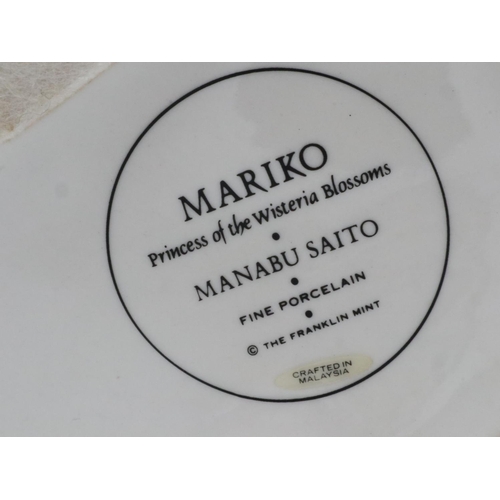 MARIKO
Princess of the Wisteria Blossoms
•
MANABU SAITO
•
FINE PORCELAIN
•
© THE FRANKLIN MINT
CRAFTED IN
MALAYSIA